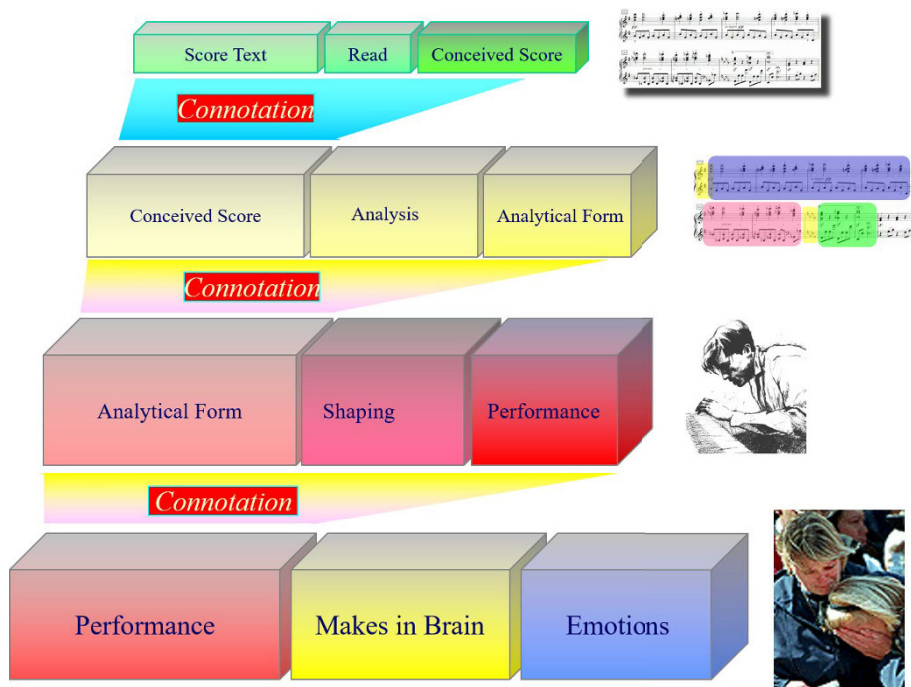 Score Text Read Conceived Score
Connotation
Conceived Score Analysis Analytical Form
Connotation
Analytical Form Shaping Performance
Connotation
Performance Makes in Brain Emotions